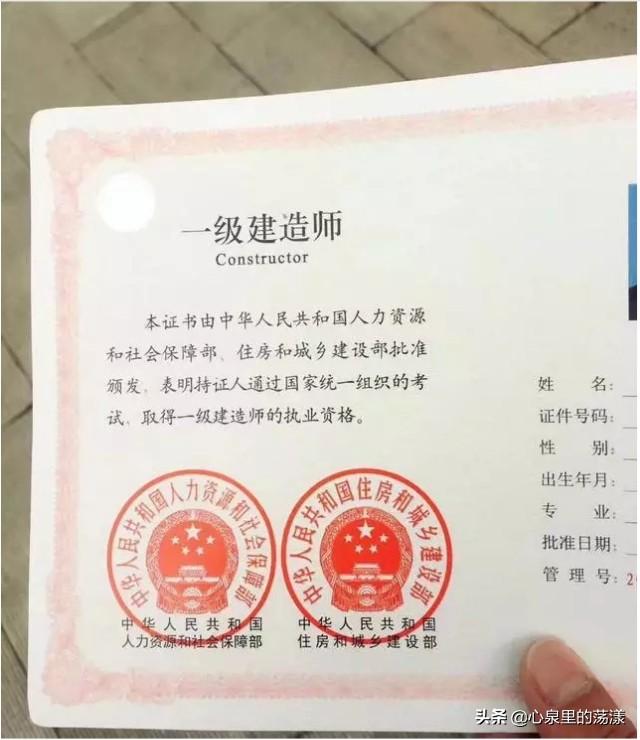 一级建造师
Constructor
本证书由中华人民共和国人力资源
和社会保障部、住房和城乡建设部批准
颁发，表明持证人通过国家统一组织的考
试，取得一级建造师的执业资格。
中华人民共和国人力资源和社会保障部
中华人民共和国住房和城乡建设部
中华人民共和国
人力资源和社会保障部
中华人民共和国
住房和城乡建设部
姓 名：
证件号码：
性 别：
出生年月：
专 业：
批准日期：
管 理 号：2
头条 @心泉里的荡漾